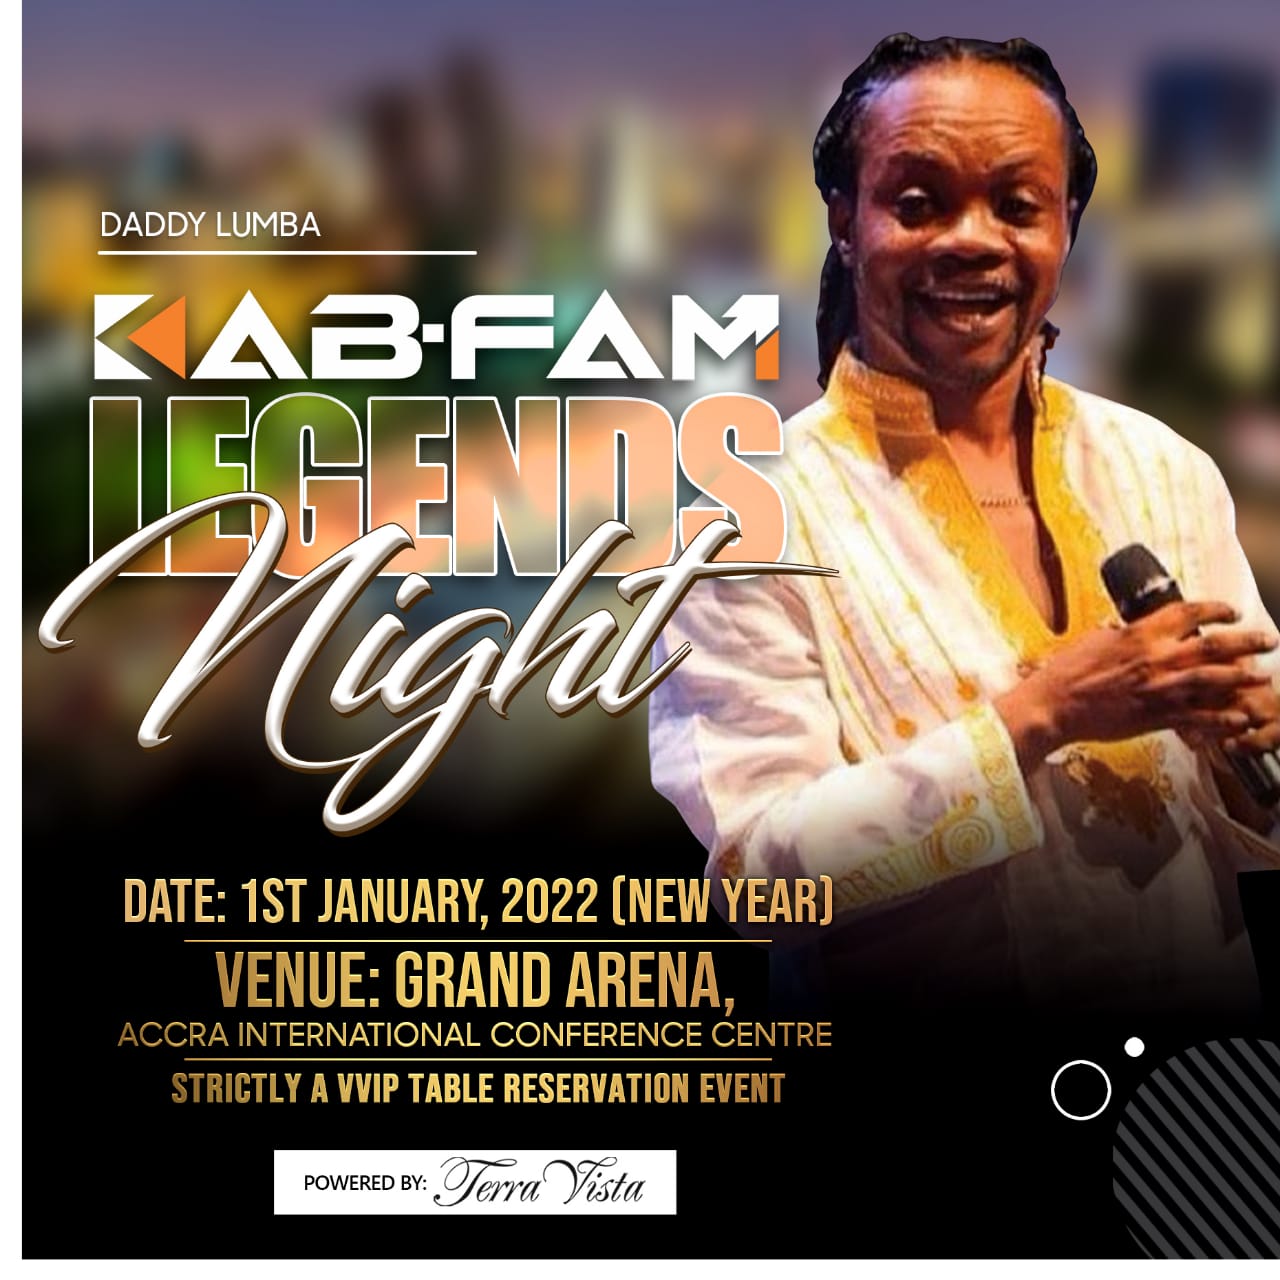 DADDY LUMBA
KAB-FAM
LEGENDS
Night
DATE: 1ST JANUARY, 2022 (NEW YEAR)
VENUE: GRAND ARENA,
ACCRA INTERNATIONAL CONFERENCE CENTRE
STRICTLY A VVIP TABLE RESERVATION EVENT
POWERED BY: Terra Vista